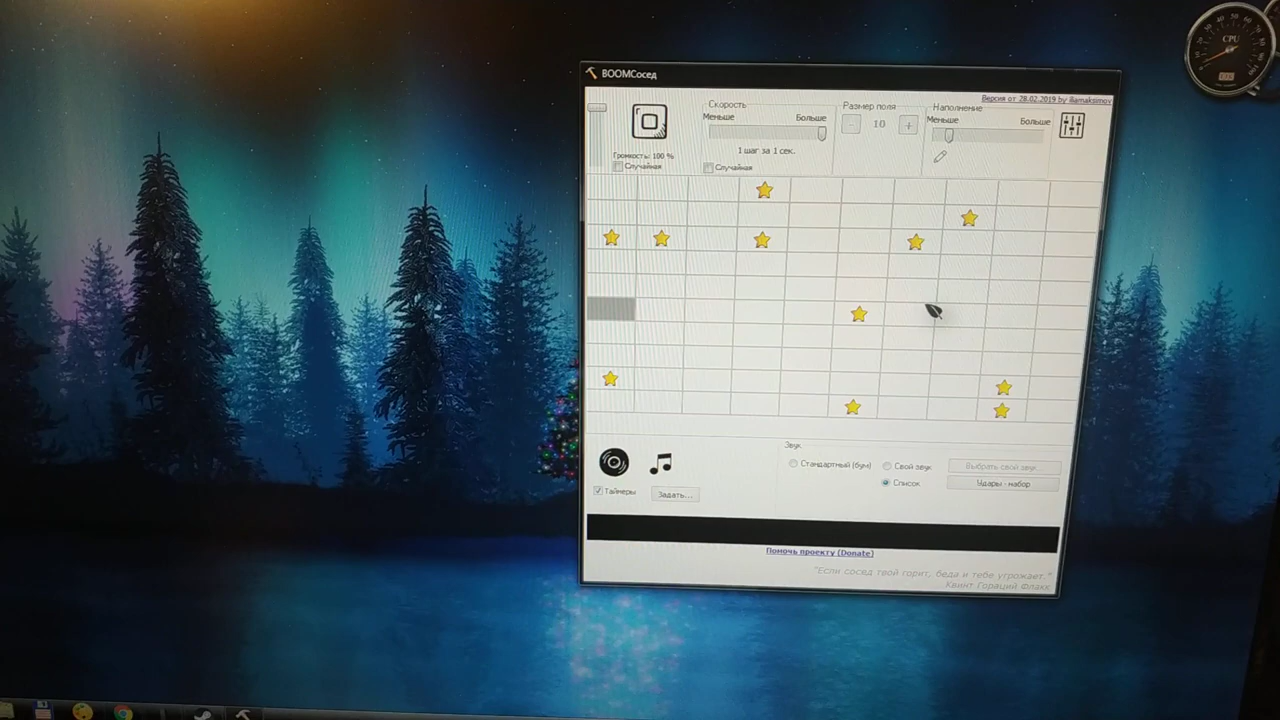 BOOMСосед
CPU
Версия от 28.02.2019 by iliamaksimov
Скорость
Размер поля
Наполнение
Меньше
Больше
- 10 +
Меньше
Больше
1 шаг за 1 сек.
Громкость: 100 %
Случайная
Случайная
Звук
Стандартный (бум)
Свой звук
Выбрать свой звук...
Список
Удары - набор
Таймеры
Задать...
Помочь проекту (Donate)
"Если сосед твой горит, беда и тебе угрожает."
Квинт Гораций Флакк